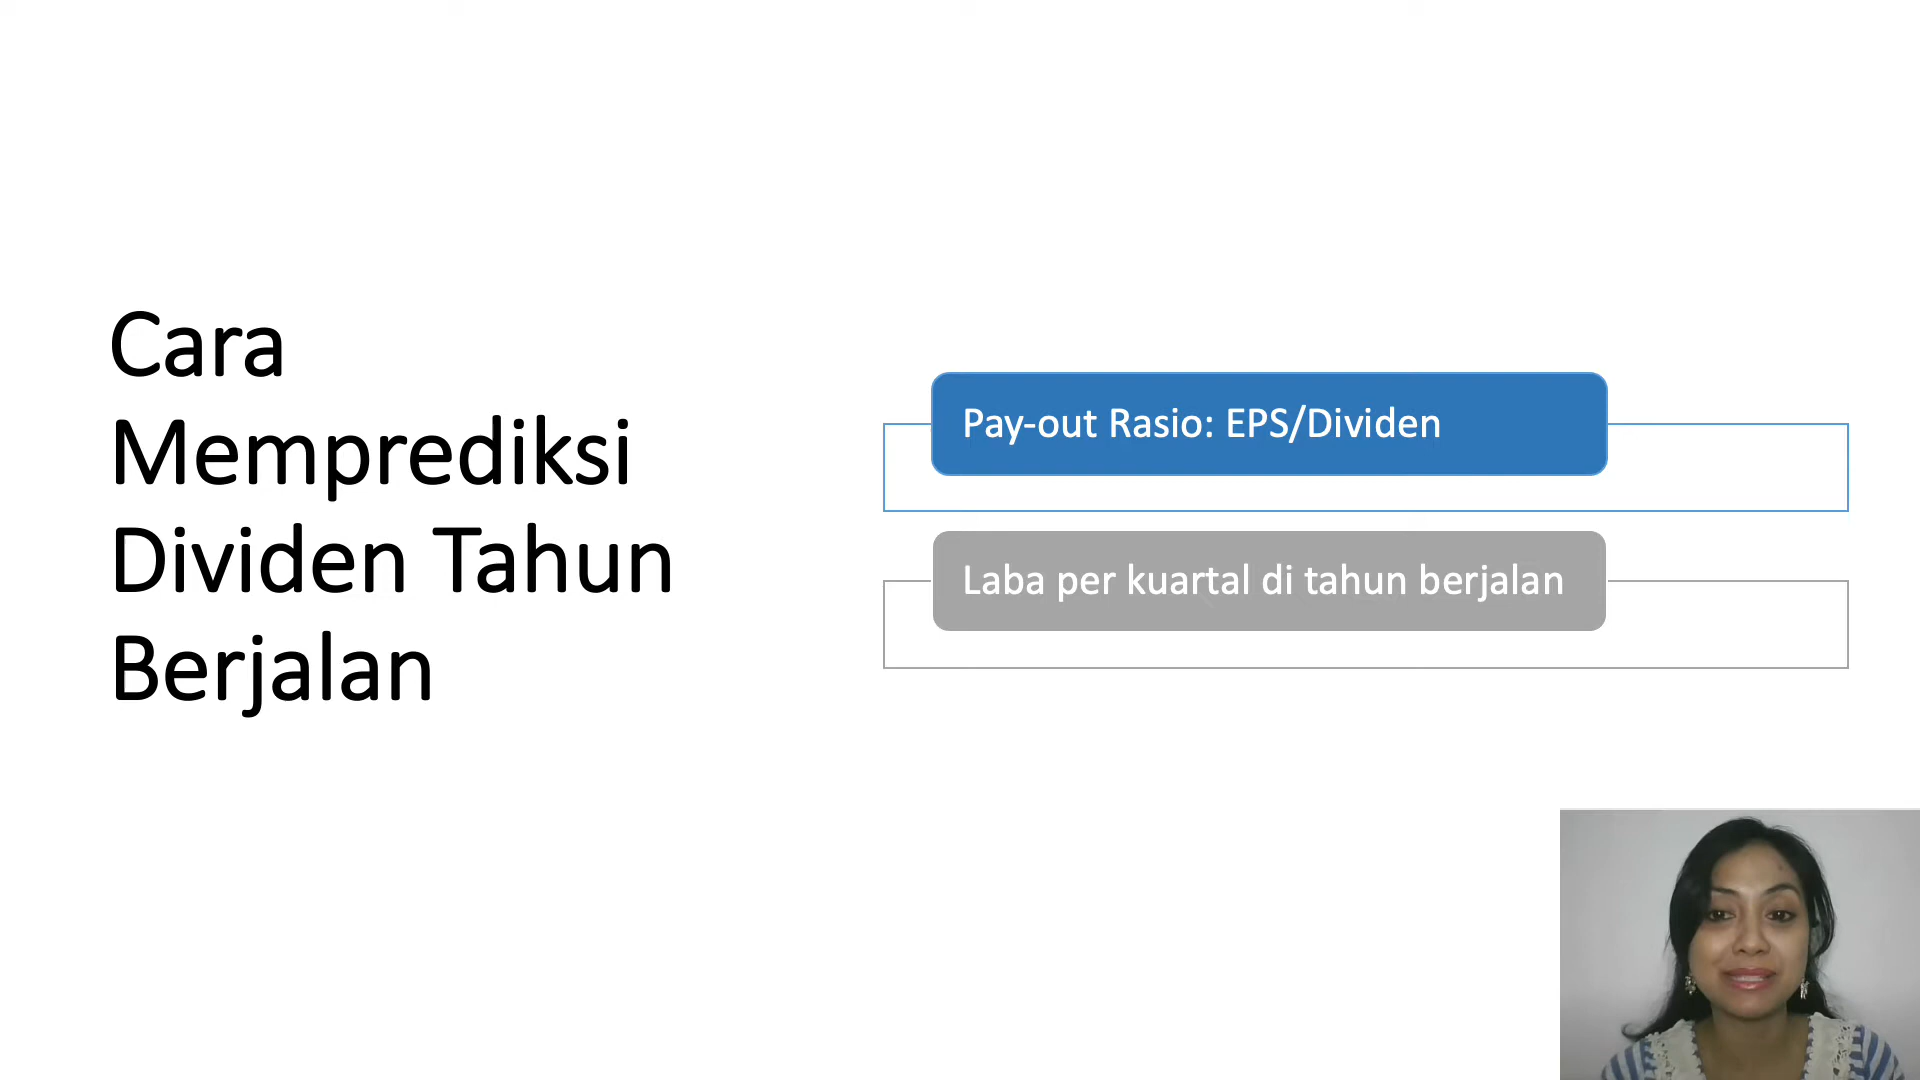 Cara
Memprediksi
Dividen Tahun
Berjalan
Pay-out Rasio: EPS/Dividen
Laba per kuartal di tahun berjalan